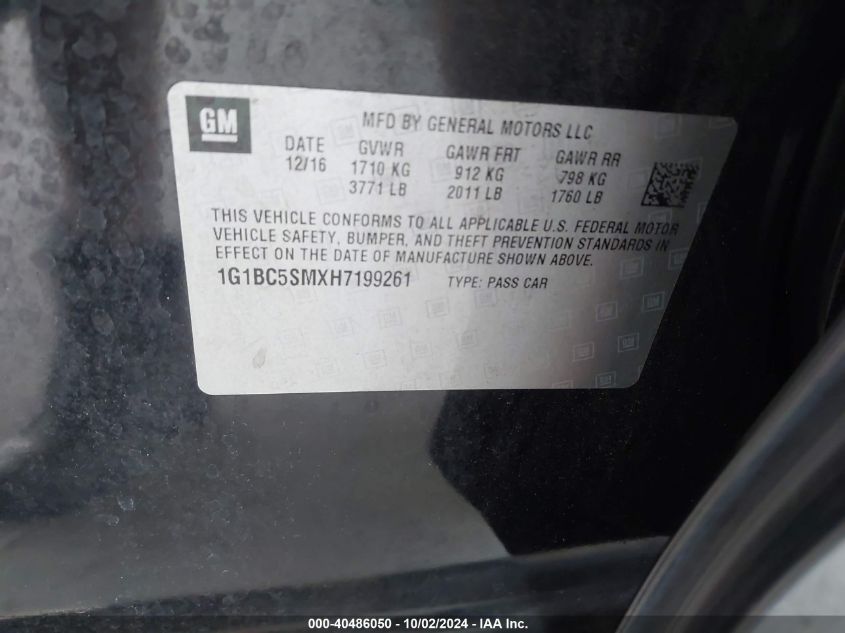 GM
MFD BY GENERAL MOTORS LLC
DATE GVWR GAWR FRT GAWR RR
12/16 1710 KG 912 KG 798 KG
3771 LB 2011 LB 1760 LB
THIS VEHICLE CONFORMS TO ALL APPLICABLE U.S. FEDERAL MOTOR
VEHICLE SAFETY, BUMPER, AND THEFT PREVENTION STANDARDS IN
EFFECT ON THE DATE OF MANUFACTURE SHOWN ABOVE.
1G1BC5SMXH7199261 TYPE: PASS CAR
000-40486050 - 10/02/2024 - IAA Inc.